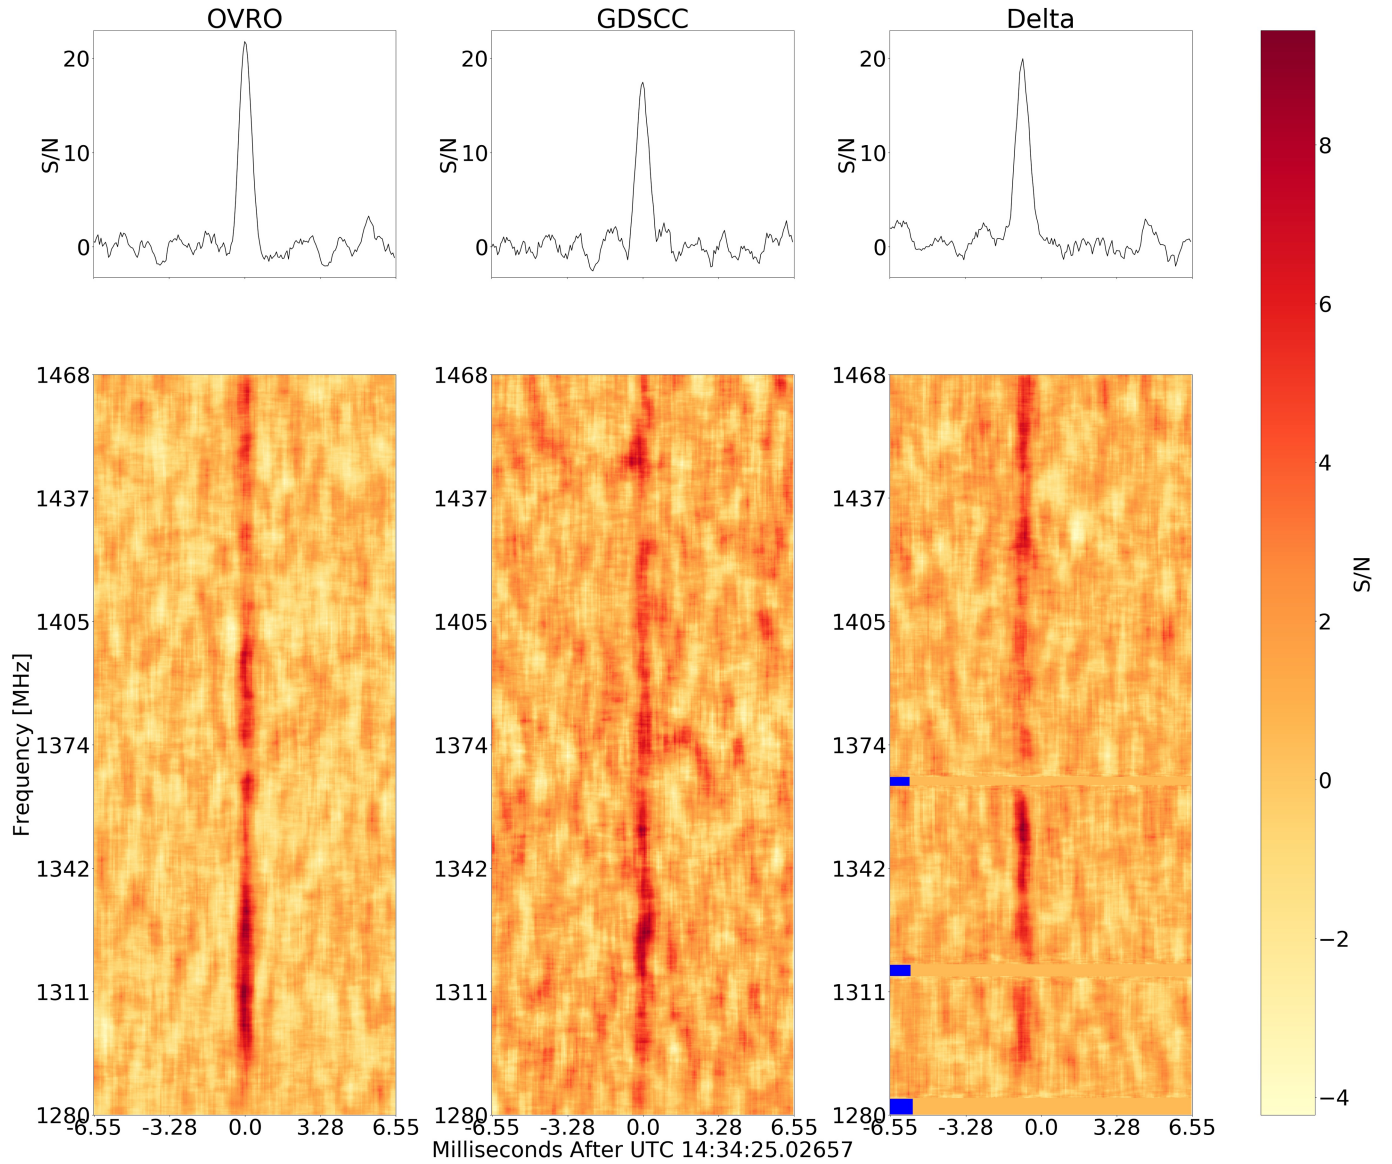 OVRO GDSCC Delta
20 20 20
10 10 10
0 0 0
S/N S/N S/N
1468 1468 1468
1437 1437 1437
1405 1405 1405
1374 1374 1374
1342 1342 1342
1311 1311 1311
1280 1280 1280
Frequency [MHz]
-6.55 -3.28 0.0 3.28 6.55 -6.55 -3.28 0.0 3.28 6.55 -6.55 -3.28 0.0 3.28 6.55
Milliseconds After UTC 14:34:25.02657
8
6
4
2
0
−2
−4
S/N